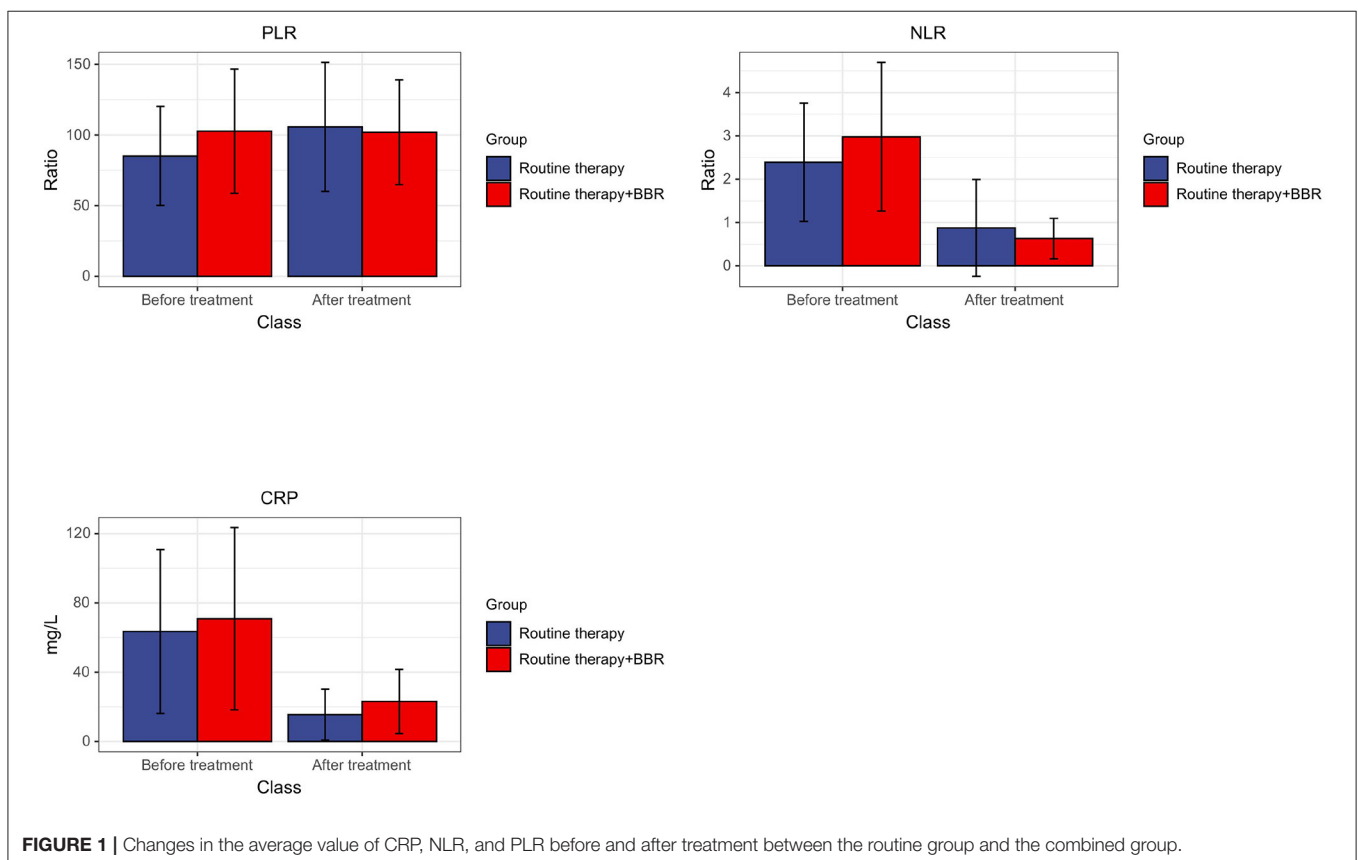 PLR
150
100
50
0
Ratio
Before treatment
After treatment
Class
Group
Routine therapy
Routine therapy+BBR
NLR
4
3
2
1
0
Ratio
Before treatment
After treatment
Class
Group
Routine therapy
Routine therapy+BBR
CRP
120
80
40
0
mg/L
Before treatment
After treatment
Class
Group
Routine therapy
Routine therapy+BBR
FIGURE 1 | Changes in the average value of CRP, NLR, and PLR before and after treatment between the routine group and the combined group.